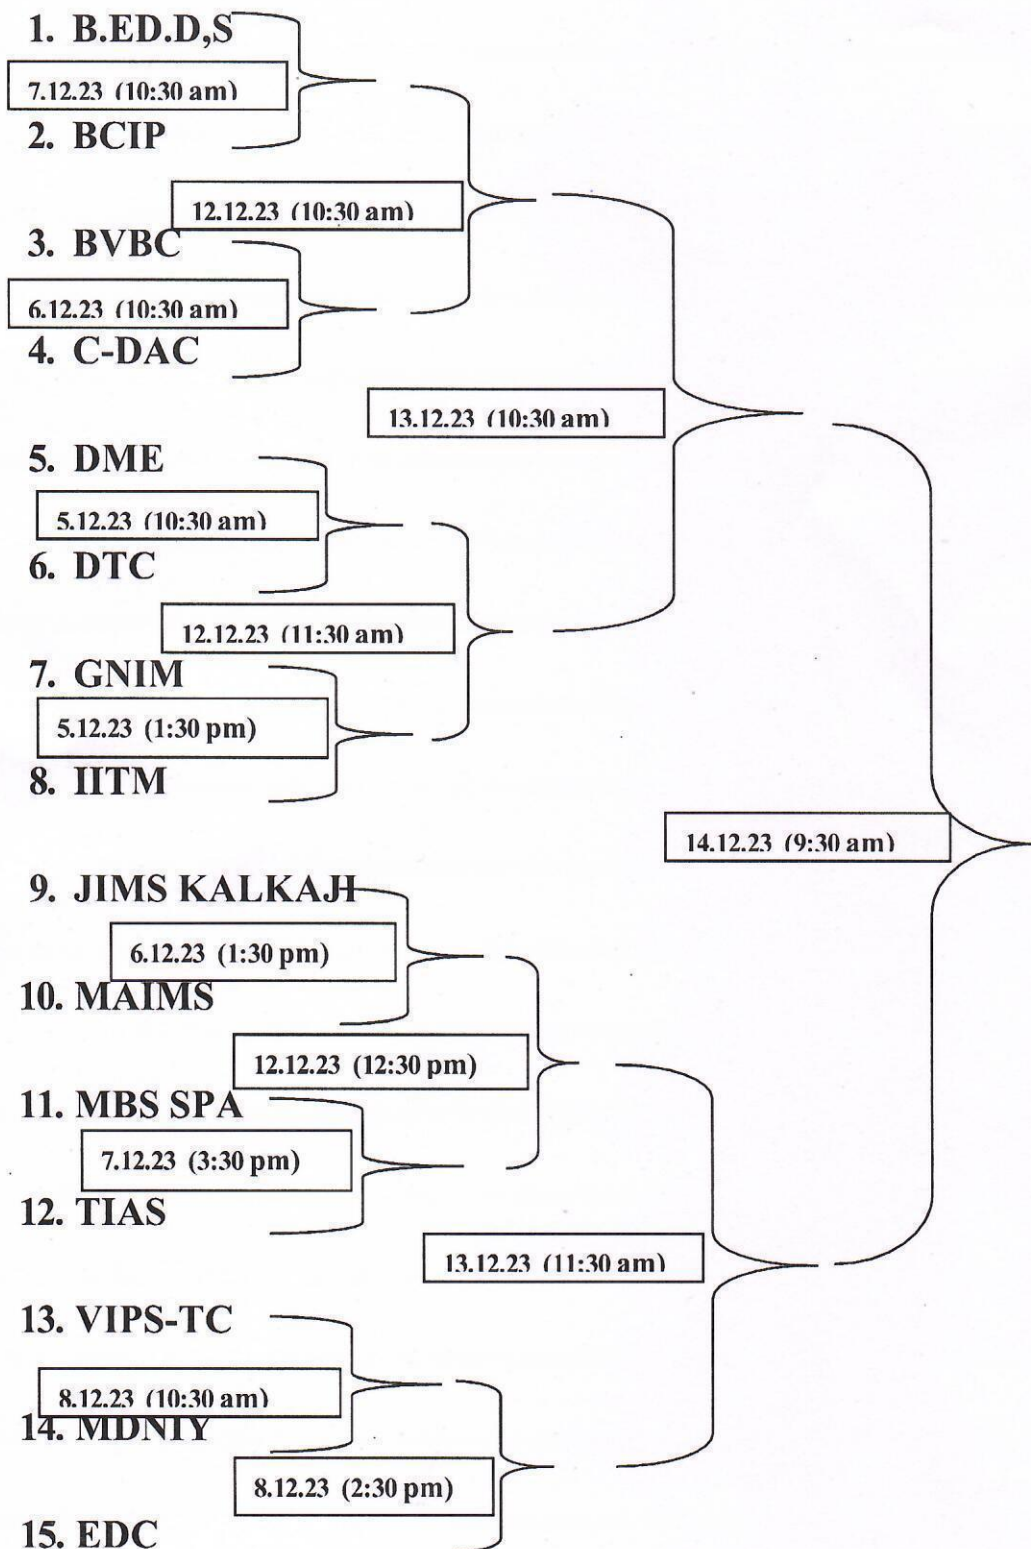 1. B.ED.D,S
7.12.23 (10:30 am)
2. BCIP
12.12.23 (10:30 am)
3. BVBC
6.12.23 (10:30 am)
4. C-DAC
13.12.23 (10:30 am)
5. DME
5.12.23 (10:30 am)
6. DTC
12.12.23 (11:30 am)
7. GNIM
5.12.23 (1:30 pm)
8. IITM
14.12.23 (9:30 am)
9. JIMS KALKAJI
6.12.23 (1:30 pm)
10. MAIMS
12.12.23 (12:30 pm)
11. MBS SPA
7.12.23 (3:30 pm)
12. TIAS
13.12.23 (11:30 am)
13. VIPS-TC
8.12.23 (10:30 am)
14. MDNIY
8.12.23 (2:30 pm)
15. EDC